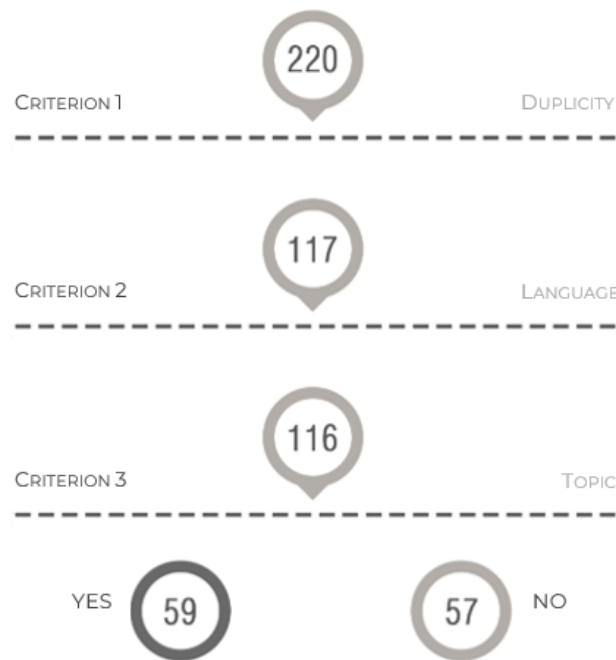 220
CRITERION 1 DUPLICITY
117
CRITERION 2 LANGUAGE
116
CRITERION 3 TOPIC
YES 59 57 NO